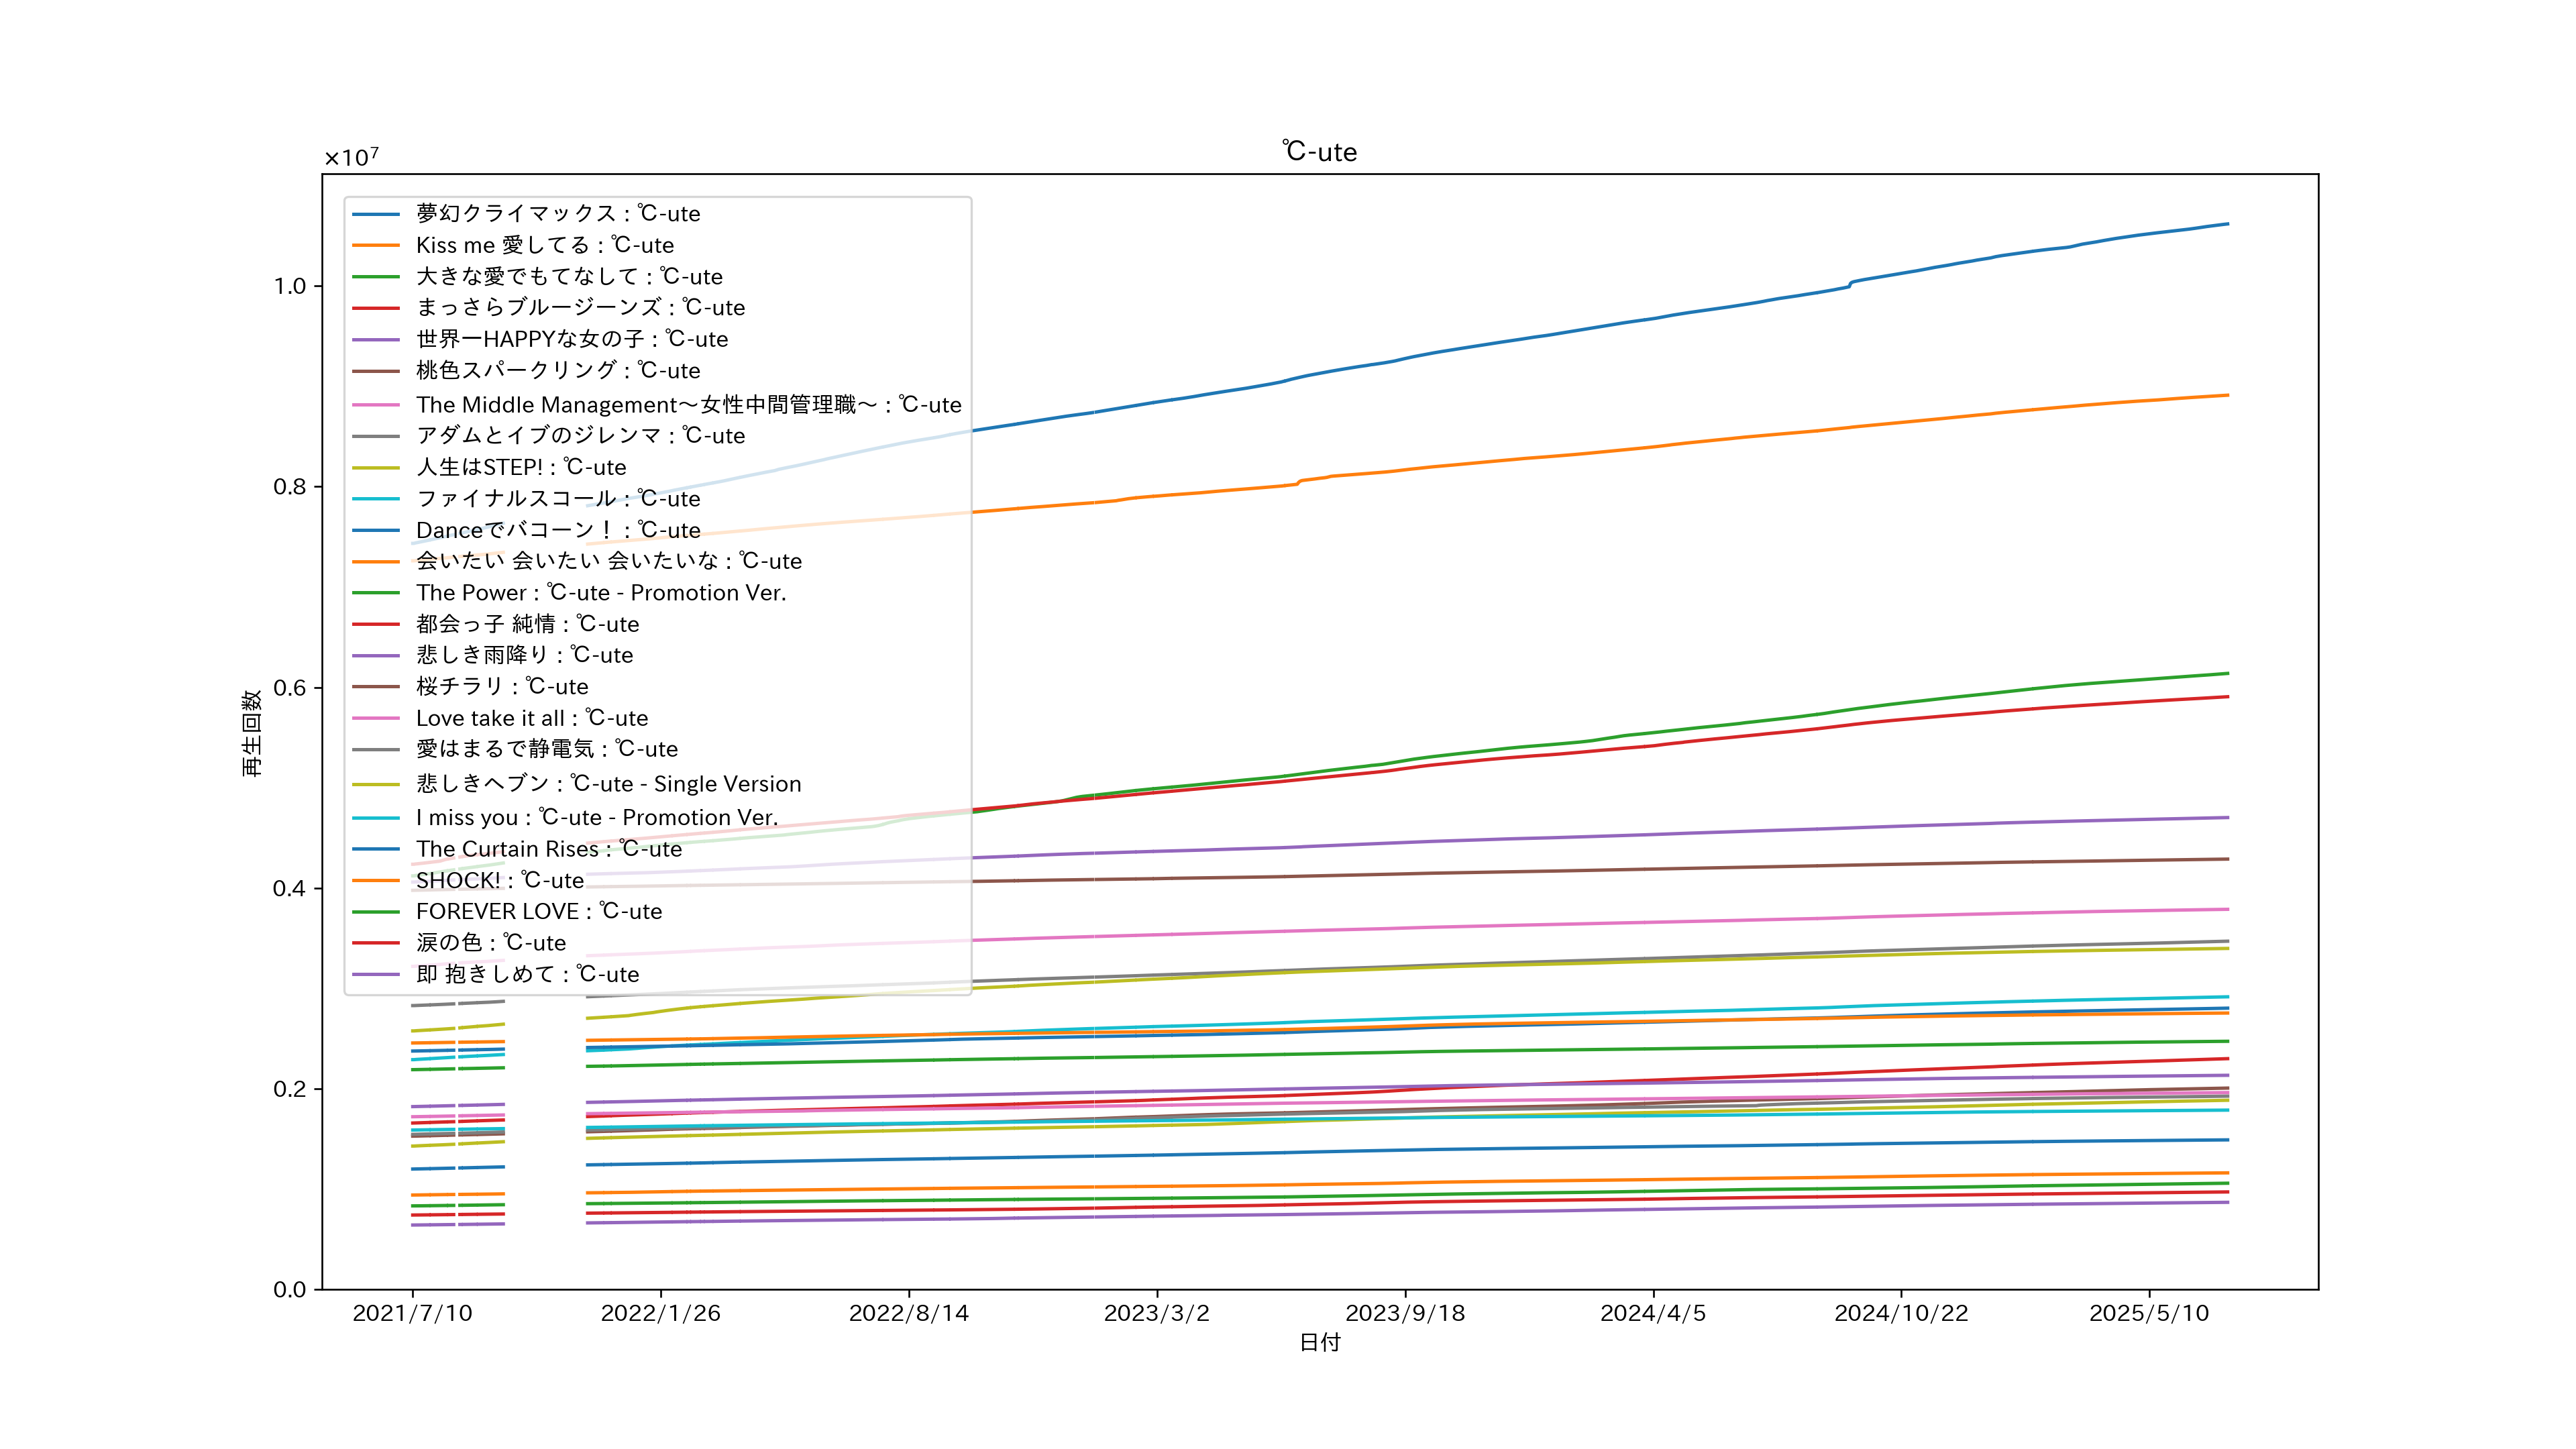 ℃-ute
×10⁷
夢幻クライマックス : ℃-ute
Kiss me 愛してる : ℃-ute
大きな愛でもてなして : ℃-ute
まっさらブルージーンズ : ℃-ute
世界一HAPPYな女の子 : ℃-ute
桃色スパークリング : ℃-ute
The Middle Management～女性中間管理職～ : ℃-ute
アダムとイブのジレンマ : ℃-ute
人生はSTEP! : ℃-ute
ファイナルスコール : ℃-ute
Danceでバコーン！ : ℃-ute
会いたい 会いたい 会いたいな : ℃-ute
The Power : ℃-ute - Promotion Ver.
都会っ子 純情 : ℃-ute
悲しき雨降り : ℃-ute
桜チラリ : ℃-ute
Love take it all : ℃-ute
愛はまるで静電気 : ℃-ute
悲しきヘブン : ℃-ute - Single Version
I miss you : ℃-ute - Promotion Ver.
The Curtain Rises : ℃-ute
SHOCK! : ℃-ute
FOREVER LOVE : ℃-ute
涙の色 : ℃-ute
即 抱きしめて : ℃-ute
1.0
0.8
0.6
0.4
0.2
0.0
再生回数
2021/7/10 2022/1/26 2022/8/14 2023/3/2 2023/9/18 2024/4/5 2024/10/22 2025/5/10
日付